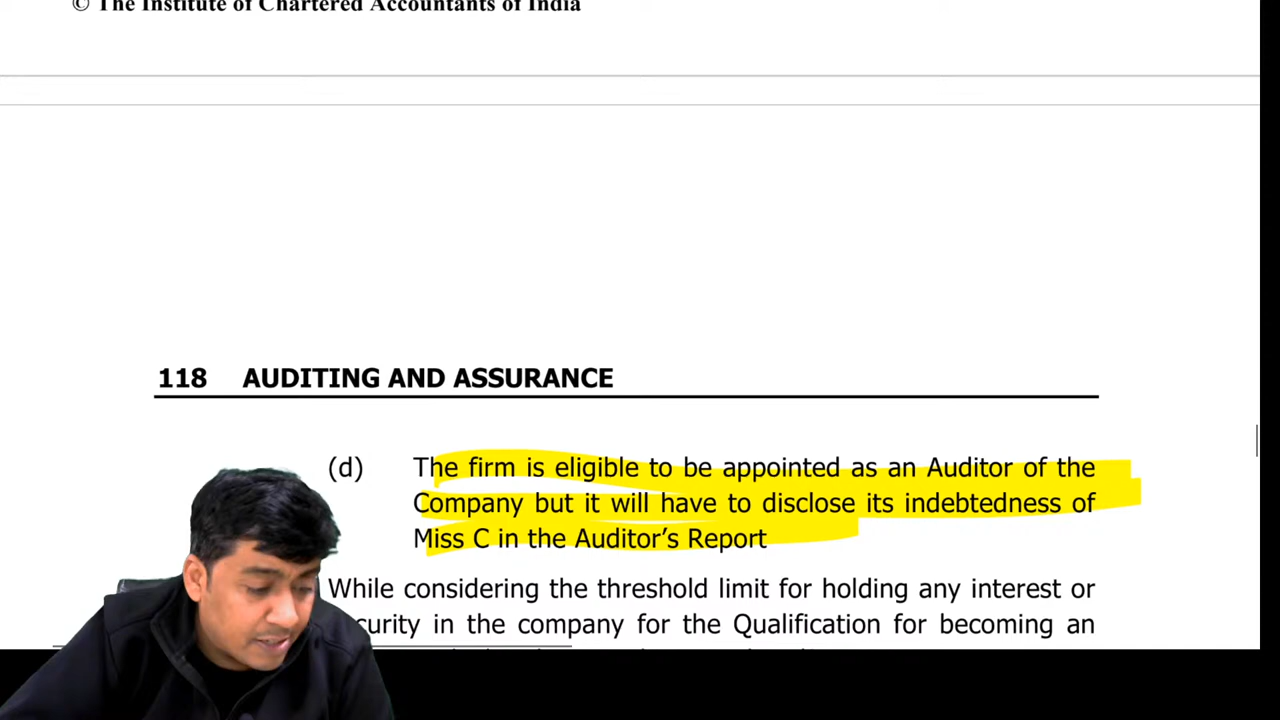 © The Institute of Chartered Accountants of India
118 AUDITING AND ASSURANCE
(d) The firm is eligible to be appointed as an Auditor of the
Company but it will have to disclose its indebtedness of
Miss C in the Auditor's Report
While considering the threshold limit for holding any interest or
curity in the company for the Qualification for becoming an